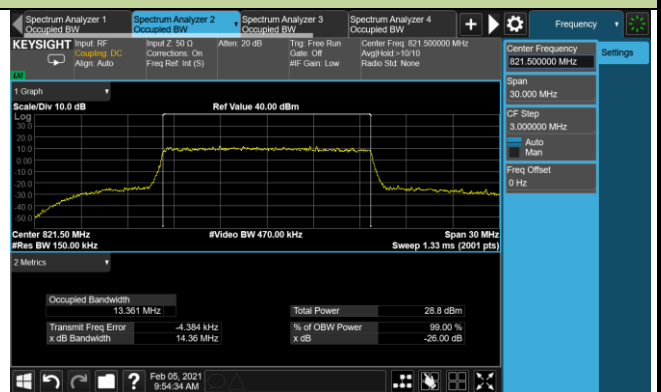 Spectrum Analyzer 1
Occupied BW
Spectrum Analyzer 2
Occupied BW
Spectrum Analyzer 3
Occupied BW
Spectrum Analyzer 4
Occupied BW
Frequency
KEYSIGHT
Input: RF
Coupling: DC
Align: Auto
Input Z: 50 Ω
Corrections: On
Freq Ref: Int (S)
Atten: 20 dB
Trig: Free Run
Gate: Off
#IF Gain: Low
Center Freq: 821.500000 MHz
Avg|Hold:>10/10
Radio Std: None
LXI
1 Graph
Scale/Div 10.0 dB
Ref Value 40.00 dBm
Log
30.0
20.0
10.0
0.00
-10.0
-20.0
-30.0
-40.0
-50.0
Center 821.50 MHz
#Video BW 470.00 kHz
Span 30 MHz
#Res BW 150.00 kHz
Sweep 1.33 ms (2001 pts)
2 Metrics
Occupied Bandwidth
13.361 MHz
Total Power
28.8 dBm
Transmit Freq Error
-4.384 kHz
% of OBW Power
99.00 %
x dB Bandwidth
14.36 MHz
x dB
-26.00 dB
Center Frequency
821.500000 MHz
Settings
Span
30.000 MHz
CF Step
3.000000 MHz
Auto
Man
Freq Offset
0 Hz
?
Feb 05, 2021
9:54:34 AM